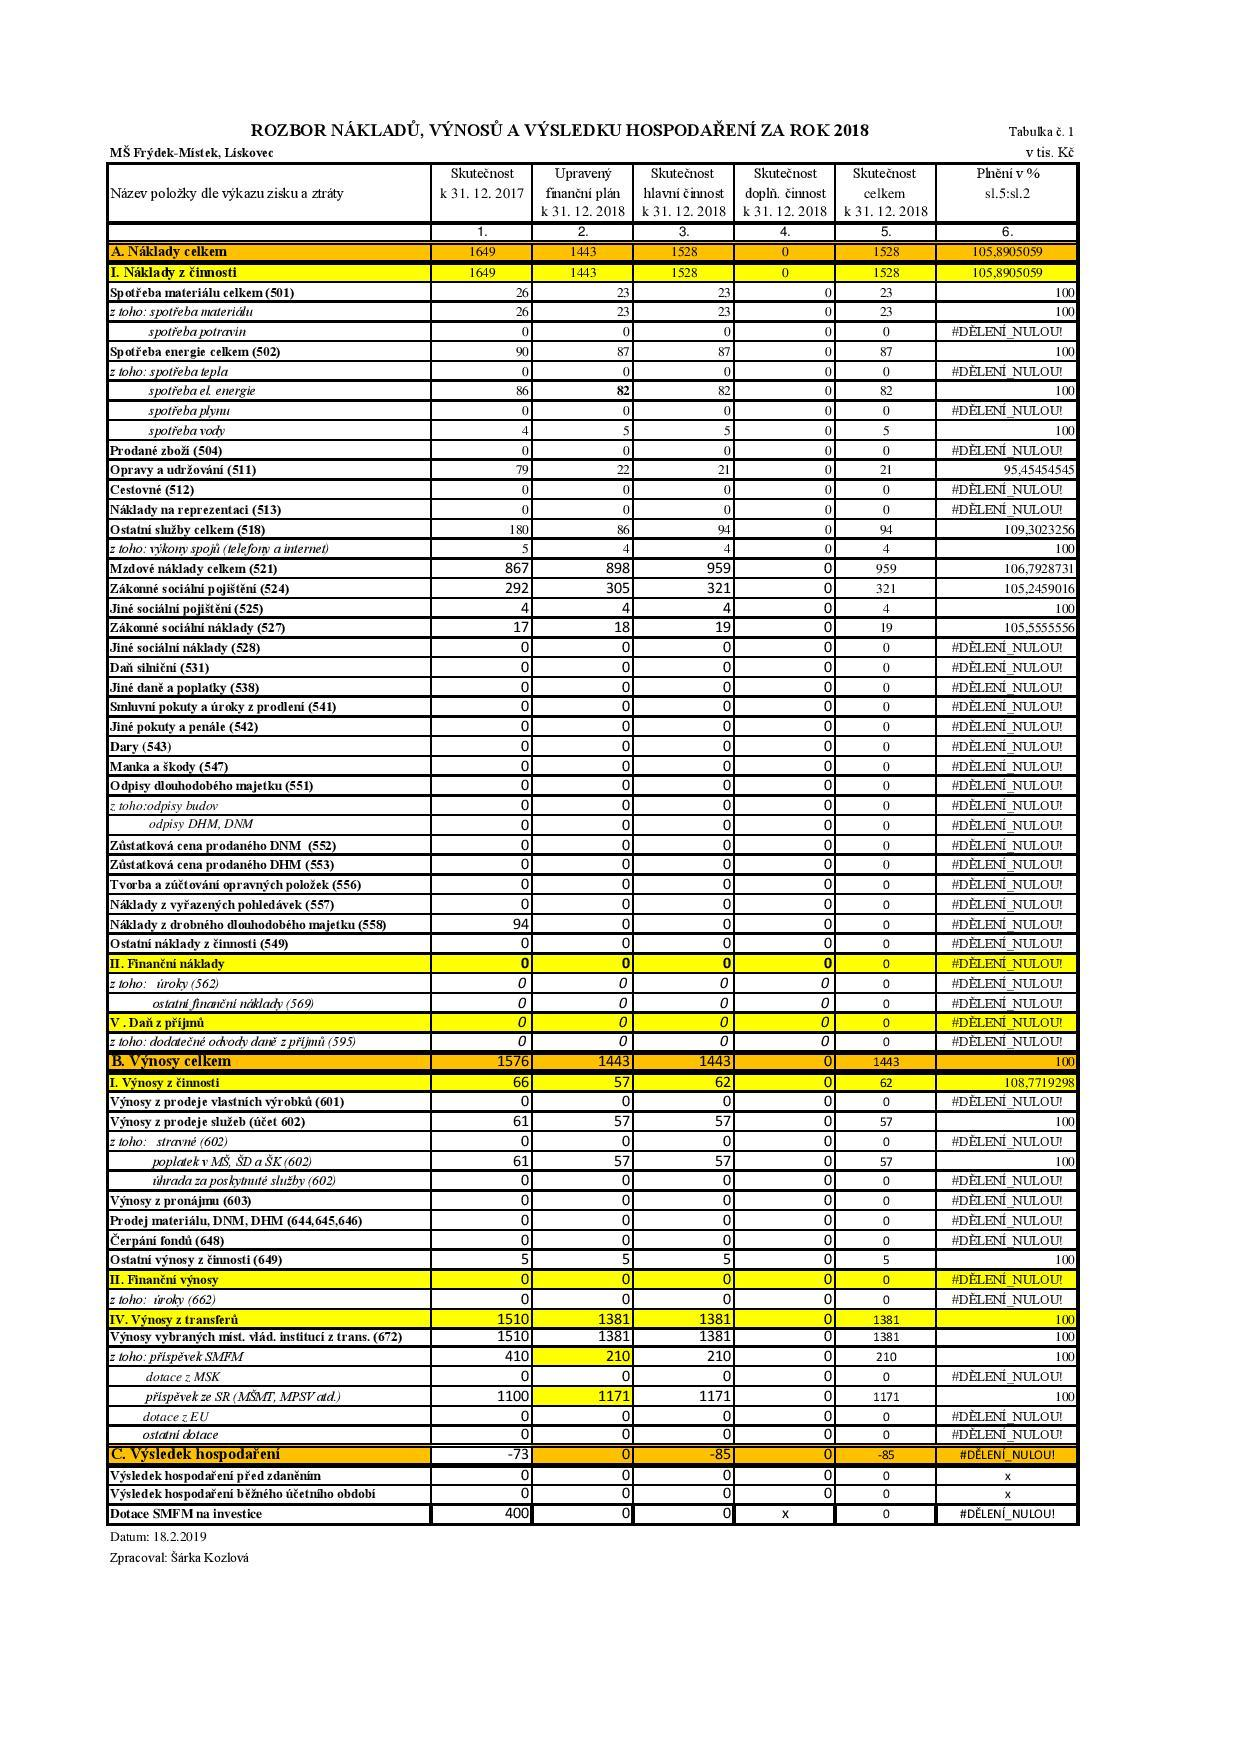 ROZBOR NÁKLADŮ, VÝNOSŮ A VÝSLEDKU HOSPODAŘENÍ ZA ROK 2018 Tabulka č. 1
MŠ Frýdek-Místek, Lískovec v tis. Kč
Název položky dle výkazu zisku a ztráty Skutečnost k 31. 12. 2017 Upravený finanční plán k 31. 12. 2018 Skutečnost hlavní činnost k 31. 12. 2018 Skutečnost doplň. činnost k 31. 12. 2018 Skutečnost celkem k 31. 12. 2018 Plnění v % sl.5:sl.2
1. 2. 3. 4. 5. 6.
A. Náklady celkem 1649 1443 1528 0 1528 105,8905059
I. Náklady z činnosti 1649 1443 1528 0 1528 105,8905059
Spotřeba materiálu celkem (501) 26 23 23 0 23 100
z toho: spotřeba materiálu 26 23 23 0 23 100
spotřeba potravin 0 0 0 0 0 #DĚLENÍ_NULOU!
Spotřeba energie celkem (502) 90 87 87 0 87 100
z toho: spotřeba tepla 0 0 0 0 0 #DĚLENÍ_NULOU!
spotřeba el. energie 86 82 82 0 82 100
spotřeba plynu 0 0 0 0 0 #DĚLENÍ_NULOU!
spotřeba vody 4 5 5 0 5 100
Prodané zboží (504) 0 0 0 0 0 #DĚLENÍ_NULOU!
Opravy a udržování (511) 79 22 21 0 21 95,45454545
Cestovné (512) 0 0 0 0 0 #DĚLENÍ_NULOU!
Náklady na reprezentaci (513) 0 0 0 0 0 #DĚLENÍ_NULOU!
Ostatní služby celkem (518) 180 86 94 0 94 109,3023256
z toho: výkony spojů (telefony a internet) 5 4 4 0 4 100
Mzdové náklady celkem (521) 867 898 959 0 959 106,7928731
Zákonné sociální pojištění (524) 292 305 321 0 321 105,2459016
Jiné sociální pojištění (525) 4 4 4 0 4 100
Zákonné sociální náklady (527) 17 18 19 0 19 105,5555556
Jiné sociální náklady (528) 0 0 0 0 0 #DĚLENÍ_NULOU!
Daň silniční (531) 0 0 0 0 0 #DĚLENÍ_NULOU!
Jiné daně a poplatky (538) 0 0 0 0 0 #DĚLENÍ_NULOU!
Smluvní pokuty a úroky z prodlení (541) 0 0 0 0 0 #DĚLENÍ_NULOU!
Jiné pokuty a penále (542) 0 0 0 0 0 #DĚLENÍ_NULOU!
Dary (543) 0 0 0 0 0 #DĚLENÍ_NULOU!
Manka a škody (547) 0 0 0 0 0 #DĚLENÍ_NULOU!
Odpisy dlouhodobého majetku (551) 0 0 0 0 0 #DĚLENÍ_NULOU!
z toho:odpisy budov 0 0 0 0 0 #DĚLENÍ_NULOU!
odpisy DHM, DNM 0 0 0 0 0 #DĚLENÍ_NULOU!
Zůstatková cena prodaného DNM (552) 0 0 0 0 0 #DĚLENÍ_NULOU!
Zůstatková cena prodaného DHM (553) 0 0 0 0 0 #DĚLENÍ_NULOU!
Tvorba a zúčtování opravných položek (556) 0 0 0 0 0 #DĚLENÍ_NULOU!
Náklady z vyřazených pohledávek (557) 0 0 0 0 0 #DĚLENÍ_NULOU!
Náklady z drobného dlouhodobého majetku (558) 94 0 0 0 0 #DĚLENÍ_NULOU!
Ostatní náklady z činnosti (549) 0 0 0 0 0 #DĚLENÍ_NULOU!
II. Finanční náklady 0 0 0 0 0 #DĚLENÍ_NULOU!
z toho: úroky (562) 0 0 0 0 0 #DĚLENÍ_NULOU!
ostatní finanční náklady (569) 0 0 0 0 0 #DĚLENÍ_NULOU!
V . Daň z příjmů 0 0 0 0 0 #DĚLENÍ_NULOU!
z toho: dodatečné odvody daně z příjmů (595) 0 0 0 0 0 #DĚLENÍ_NULOU!
B. Výnosy celkem 1576 1443 1443 0 1443 100
I. Výnosy z činnosti 66 57 62 0 62 108,7719298
Výnosy z prodeje vlastních výrobků (601) 0 0 0 0 0 #DĚLENÍ_NULOU!
Výnosy z prodeje služeb (účet 602) 61 57 57 0 57 100
z toho: stravné (602) 0 0 0 0 0 #DĚLENÍ_NULOU!
poplatek v MŠ, ŠD a ŠK (602) 61 57 57 0 57 100
úhrada za poskytnuté služby (602) 0 0 0 0 0 #DĚLENÍ_NULOU!
Výnosy z pronájmu (603) 0 0 0 0 0 #DĚLENÍ_NULOU!
Prodej materiálu, DNM, DHM (644,645,646) 0 0 0 0 0 #DĚLENÍ_NULOU!
Čerpání fondů (648) 0 0 0 0 0 #DĚLENÍ_NULOU!
Ostatní výnosy z činnosti (649) 5 5 5 0 5 100
II. Finanční výnosy 0 0 0 0 0 #DĚLENÍ_NULOU!
z toho: úroky (662) 0 0 0 0 0 #DĚLENÍ_NULOU!
IV. Výnosy z transferů 1510 1381 1381 0 1381 100
Výnosy vybraných míst. vlád. institucí z trans. (672) 1510 1381 1381 0 1381 100
z toho: příspěvek SMFM 410 210 210 0 210 100
dotace z MSK 0 0 0 0 0 #DĚLENÍ_NULOU!
příspěvek ze SR (MŠMT, MPSV atd.) 1100 1171 1171 0 1171 100
dotace z EU 0 0 0 0 0 #DĚLENÍ_NULOU!
ostatní dotace 0 0 0 0 0 #DĚLENÍ_NULOU!
C. Výsledek hospodaření -73 0 -85 0 -85 #DĚLENÍ_NULOU!
Výsledek hospodaření před zdaněním 0 0 0 0 0 x
Výsledek hospodaření běžného účetního období 0 0 0 0 0 x
Dotace SMFM na investice 400 0 0 x 0 #DĚLENÍ_NULOU!
Datum: 18.2.2019
Zpracoval: Šárka Kozlová